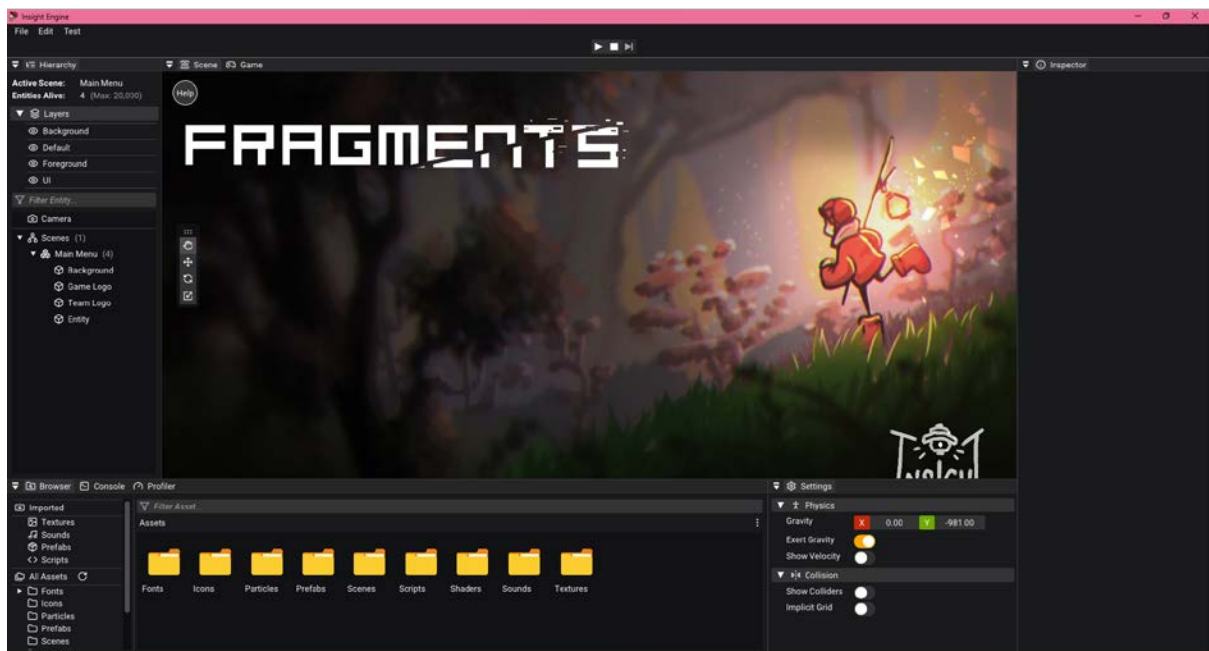 Insight Engine
File Edit Test
Hierarchy
Active Scene: Main Menu
Entities Alive: 4 (Max: 20,000)
Layers
Background
Default
Foreground
UI
Filter Entity...
Camera
Scenes (1)
Main Menu (4)
Background
Game Logo
Team Logo
Entity
Scene Game
Help
FRAGMENTS
INSIGH
Inspector
Browser Console Profiler
Imported
Textures
Sounds
Prefabs
Scripts
All Assets
Fonts
Icons
Particles
Prefabs
Scenes
Filter Asset...
Assets
Fonts Icons Particles Prefabs Scenes Scripts Shaders Sounds Textures
Settings
Physics
Gravity X 0.00 Y -981.00
Exert Gravity
Show Velocity
Collision
Show Colliders
Implicit Grid